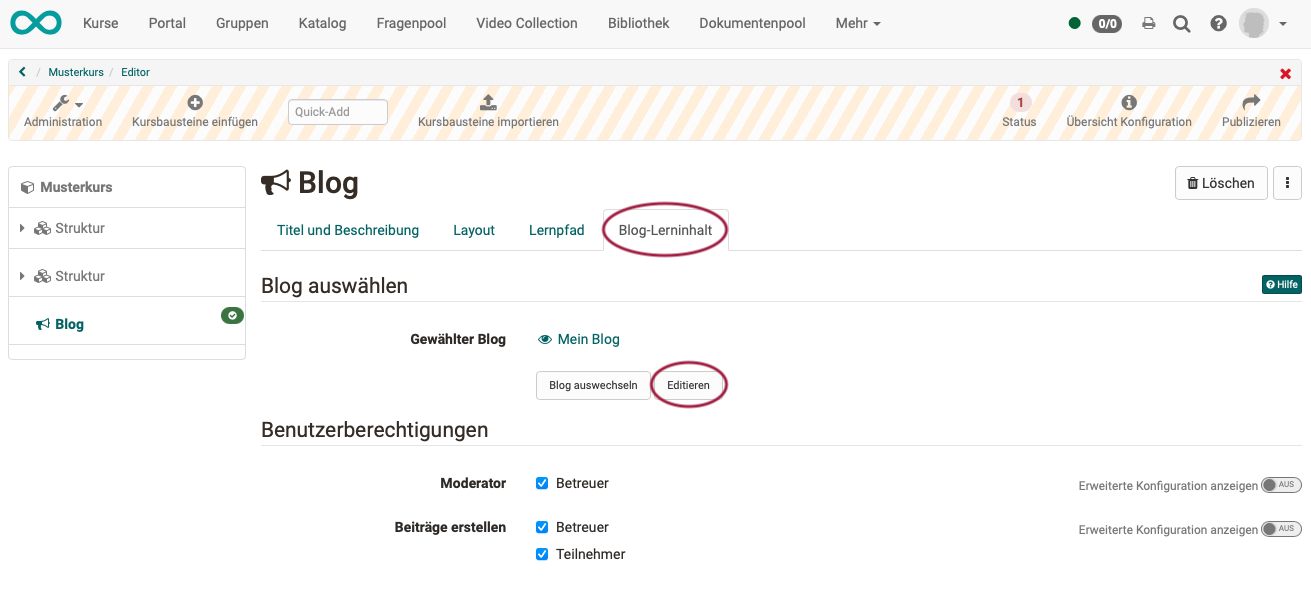 Kurse Portal Gruppen Katalog Fragenpool Video Collection Bibliothek Dokumentenpool Mehr 0/0
/ Musterkurs / Editor
Administration Kursbausteine einfügen Quick-Add Kursbausteine importieren 1 Status Übersicht Konfiguration Publizieren
Musterkurs
Struktur
Struktur
Blog
Blog
Löschen
Titel und Beschreibung Layout Lernpfad Blog-Lerninhalt
Blog auswählen Hilfe
Gewählter Blog Mein Blog
Blog auswechseln Editieren
Benutzerberechtigungen
Moderator Betreuer Erweiterte Konfiguration anzeigen AUS
Beiträge erstellen Betreuer Erweiterte Konfiguration anzeigen AUS
Teilnehmer